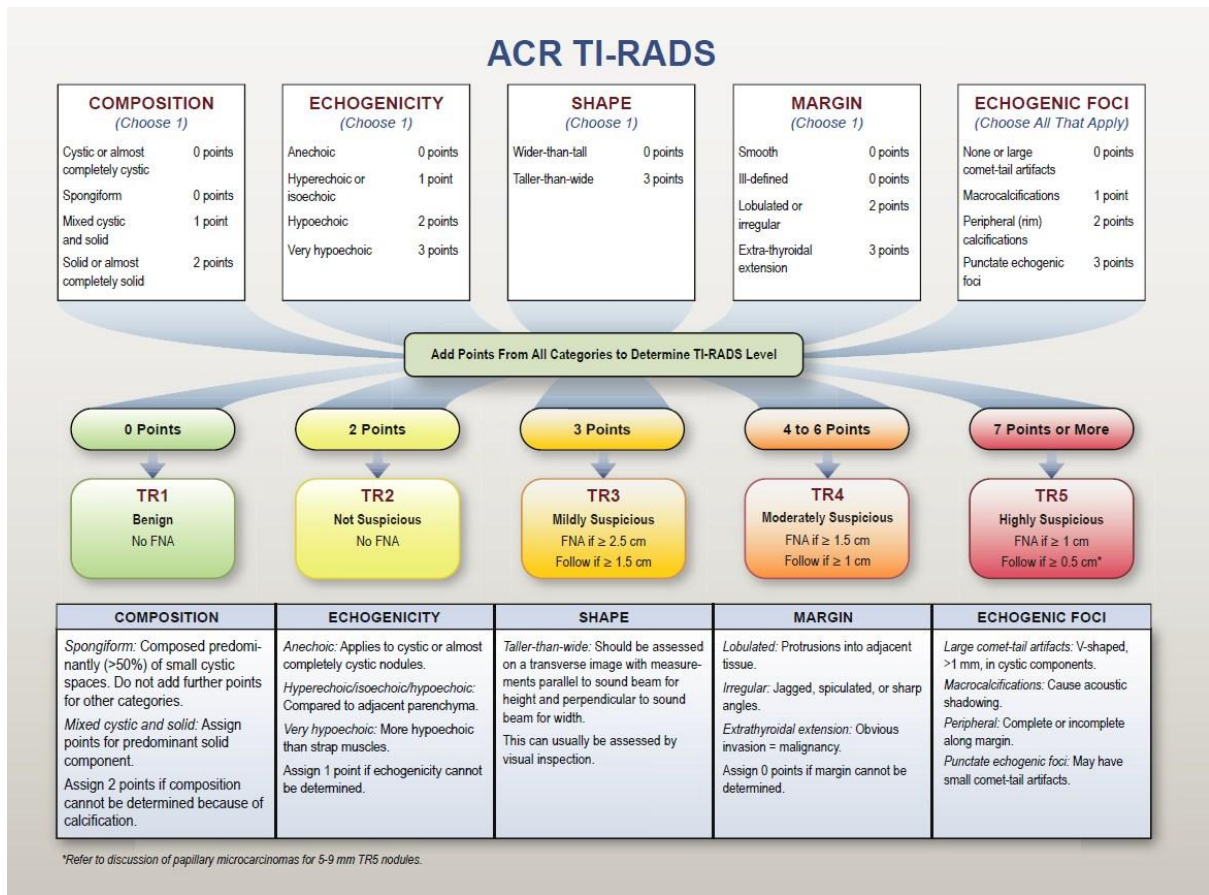 ACR TI-RADS
COMPOSITION
(Choose 1)
Cystic or almost 0 points
completely cystic
Spongiform 0 points
Mixed cystic 1 point
and solid
Solid or almost 2 points
completely solid
ECHOGENICITY
(Choose 1)
Anechoic 0 points
Hyperechoic or 1 point
isoechoic
Hypoechoic 2 points
Very hypoechoic 3 points
SHAPE
(Choose 1)
Wider-than-tall 0 points
Taller-than-wide 3 points
MARGIN
(Choose 1)
Smooth 0 points
Ill-defined 0 points
Lobulated or 2 points
irregular
Extra-thyroidal 3 points
extension
ECHOGENIC FOCI
(Choose All That Apply)
None or large 0 points
comet-tail artifacts
Macrocalcifications 1 point
Peripheral (rim) 2 points
calcifications
Punctate echogenic 3 points
foci
Add Points From All Categories to Determine TI-RADS Level
0 Points
2 Points
3 Points
4 to 6 Points
7 Points or More
TR1
Benign
No FNA
TR2
Not Suspicious
No FNA
TR3
Mildly Suspicious
FNA if ≥ 2.5 cm
Follow if ≥ 1.5 cm
TR4
Moderately Suspicious
FNA if ≥ 1.5 cm
Follow if ≥ 1 cm
TR5
Highly Suspicious
FNA if ≥ 1 cm
Follow if ≥ 0.5 cm*
COMPOSITION
Spongiform: Composed predomi-
nantly (>50%) of small cystic
spaces. Do not add further points
for other categories.
Mixed cystic and solid: Assign
points for predominant solid
component.
Assign 2 points if composition
cannot be determined because of
calcification.
ECHOGENICITY
Anechoic: Applies to cystic or almost
completely cystic nodules.
Hyperechoic/isoechoic/hypoechoic:
Compared to adjacent parenchyma.
Very hypoechoic: More hypoechoic
than strap muscles.
Assign 1 point if echogenicity cannot
be determined.
SHAPE
Taller-than-wide: Should be assessed
on a transverse image with measure-
ments parallel to sound beam for
height and perpendicular to sound
beam for width.
This can usually be assessed by
visual inspection.
MARGIN
Lobulated: Protrusions into adjacent
tissue.
Irregular: Jagged, spiculated, or sharp
angles.
Extrathyroidal extension: Obvious
invasion = malignancy.
Assign 0 points if margin cannot be
determined.
ECHOGENIC FOCI
Large comet-tail artifacts: V-shaped,
>1 mm, in cystic components.
Macrocalcifications: Cause acoustic
shadowing.
Peripheral: Complete or incomplete
along margin.
Punctate echogenic foci: May have
small comet-tail artifacts.
*Refer to discussion of papillary microcarcinomas for 5-9 mm TR5 nodules.